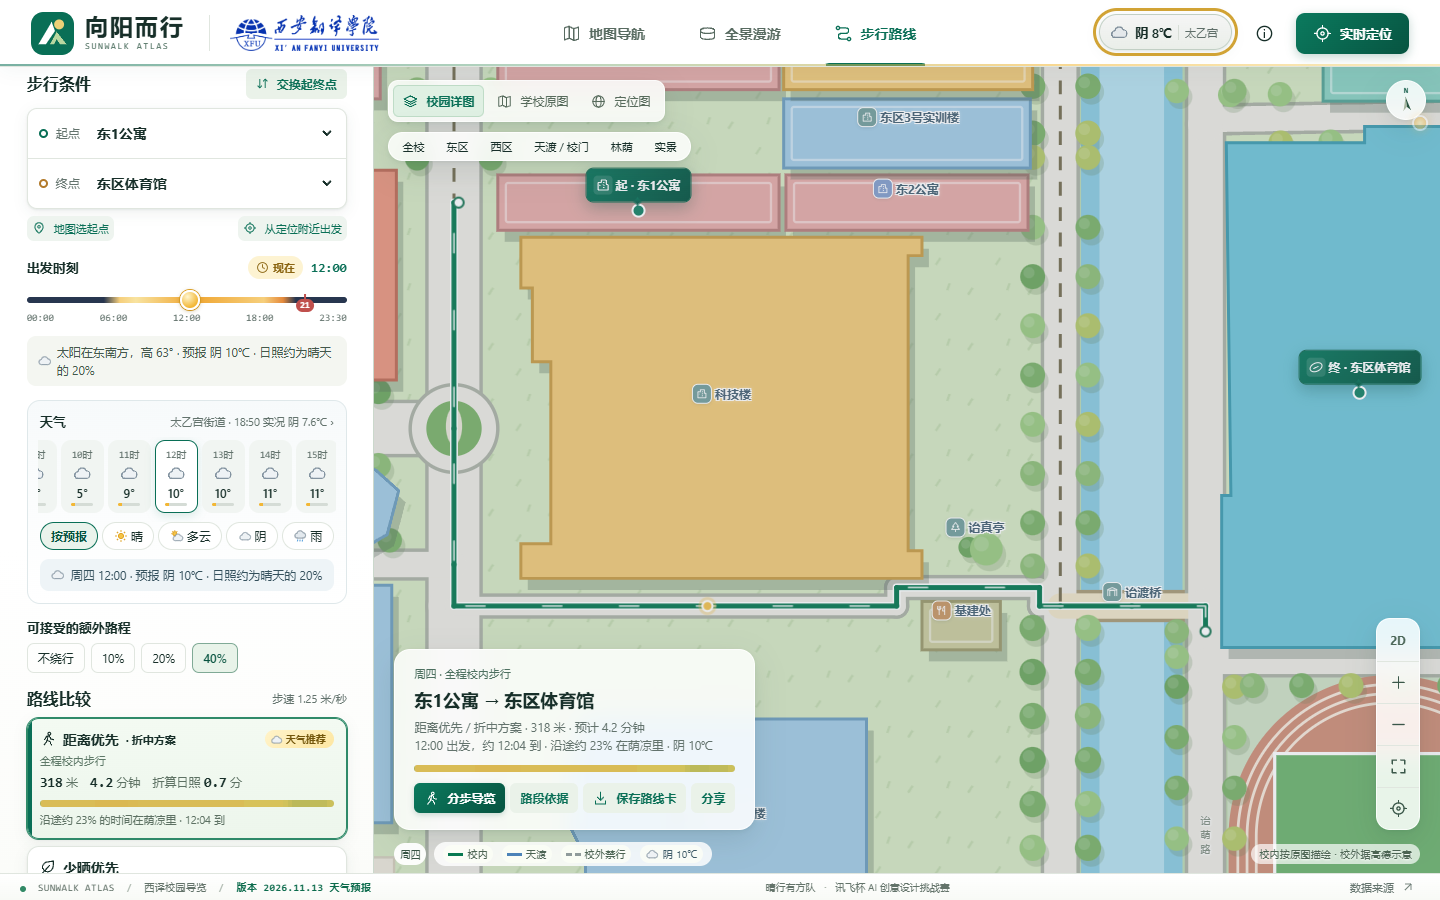 向阳而行
SUNWALK ATLAS
西安翻译学院
XFU
XI' AN FANYI UNIVERSITY
地图导航
全景漫游
步行路线
阴 8℃
太乙宫
实时定位
步行条件
交换起终点
起点 东1公寓
终点 东区体育馆
地图选起点
从定位附近出发
出发时刻
现在
12:00
21
00:00 06:00 12:00 18:00 23:30
太阳在东南方，高 63° · 预报 阴 10℃ · 日照约为晴天
的 20%
天气
太乙宫街道 · 18:50 实况 阴 7.6℃ ›
时 10时 11时 12时 13时 14时 15时
° 5° 9° 10° 10° 11° 11°
按预报 晴 多云 阴 雨
周四 12:00 · 预报 阴 10℃ · 日照约为晴天的 20%
可接受的额外路程
不绕行 10% 20% 40%
路线比较
步速 1.25 米/秒
距离优先 · 折中方案
天气推荐
全程校内步行
318 米 4.2 分钟 折算日照 0.7 分
沿途约 23% 的时间在荫凉里 · 12:04 到
少晒优先
校园详图 学校原图 定位图
全校 东区 西区 天渡 / 校门 林荫 实景
N
东区3号实训楼
起 · 东1公寓
东2公寓
终 · 东区体育馆
科技楼
诒真亭
诒渡桥
基建处
楼
诒
萌
路
2D
周四 · 全程校内步行
东1公寓 → 东区体育馆
距离优先 / 折中方案 · 318 米 · 预计 4.2 分钟
12:00 出发，约 12:04 到 · 沿途约 23% 在荫凉里 · 阴 10℃
分步导览 路段依据 保存路线卡 分享
周四
校内 天渡 校外禁行 阴 10℃
校内按原图描绘 · 校外据高德示意
SUNWALK ATLAS / 西译校园导览 / 版本 2026.11.13 天气预报
晴行有方队 · 讯飞杯 AI 创意设计挑战赛
数据来源 ↗